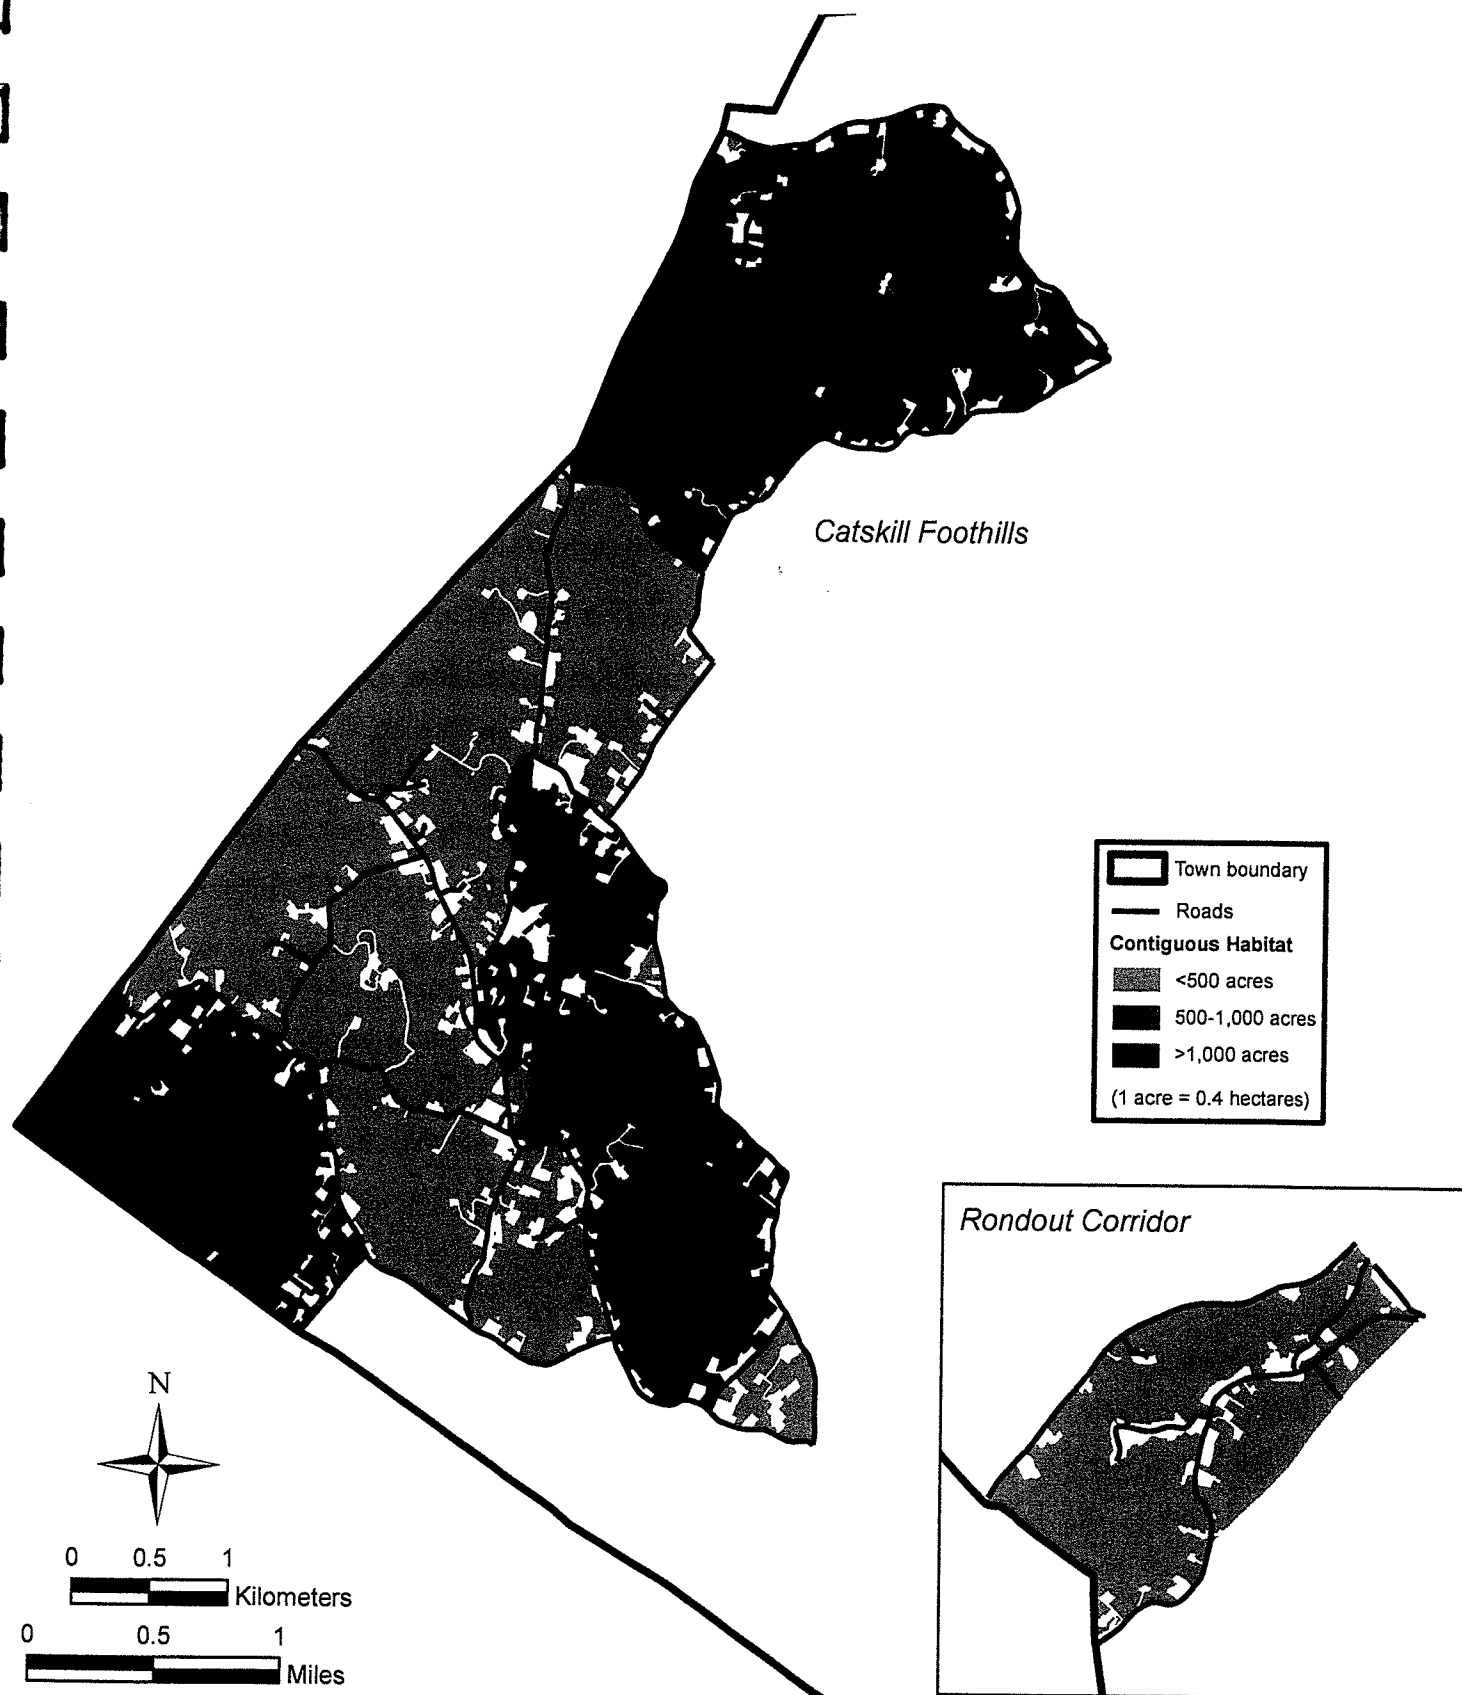 Catskill Foothills
Town boundary
Roads
Contiguous Habitat
<500 acres
500-1,000 acres
>1,000 acres
(1 acre = 0.4 hectares)
Rondout Corridor
N
0 0.5 1
Kilometers
0 0.5 1
Miles